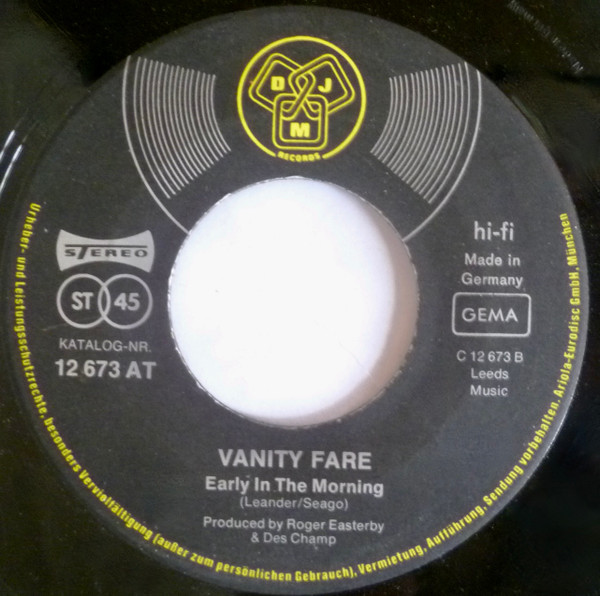 D J
M
RECORDS
STEREO
ST 45
KATALOG-NR.
12 673 AT
hi-fi
Made in
Germany
GEMA
C 12 673 B
Leeds
Music
VANITY FARE
Early In The Morning
(Leander/Seago)
Produced by Roger Easterby
& Des Champ
Urheber- und Leistungsschutzrechte, besonders Vervielfältigung (außer zum persönlichen Gebrauch), Vermietung, Aufführung, Sendung vorbehalten. Ariola-Eurodisc GmbH, München